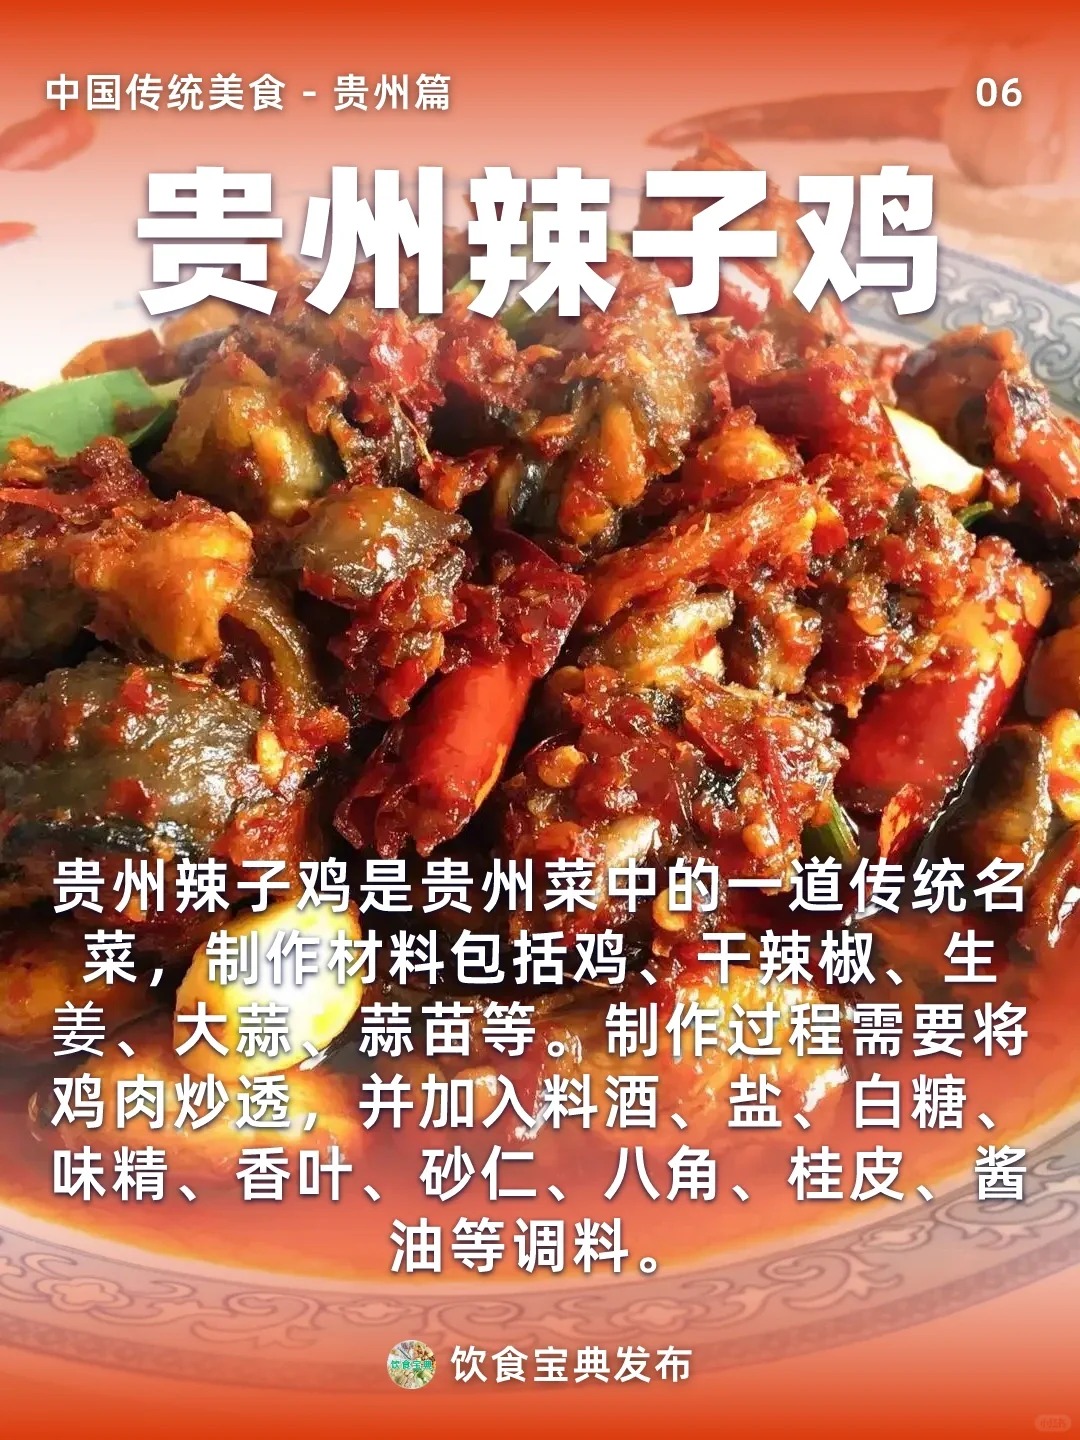 中国传统美食 - 贵州篇
06
贵州辣子鸡
贵州辣子鸡是贵州菜中的一道传统名
菜，制作材料包括鸡、干辣椒、生
姜、大蒜、蒜苗等。制作过程需要将
鸡肉炒透，并加入料酒、盐、白糖、
味精、香叶、砂仁、八角、桂皮、酱
油等调料。
饮食宝典
饮食宝典发布